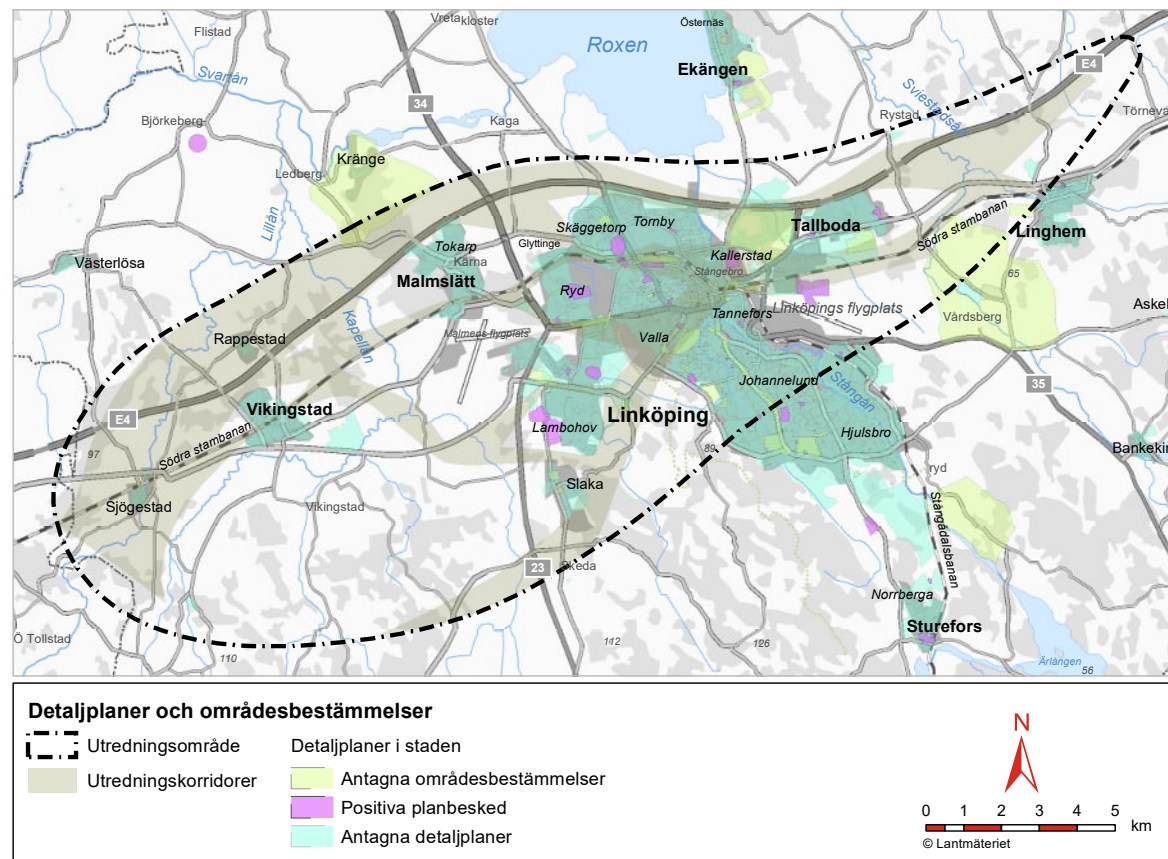 Flistad
Vreta kloster
Östernäs
Roxen
Ekängen
Svartån
E4
34
Sviestadsån
Rystad
Törneva
Björkeberg
Kaga
Kränge
Ledberg
Lillån
Skäggetorp
Tornby
Tallboda
Södra stambanan
Linghem
Tokarp
Glyttinge
Kärna
Kallerstad
Västerlösa
Malmslätt
Stångebro
65
Ryd
Linköpings flygplats
Askeb
Kapellån
Tannefors
Vårdsberg
Rappestad
Malmens flygplats
Valla
Johannelund
Stångån
35
E4
Vikingstad
Linköping
Lambohov
Hjulsbro
Södra stambanan
97
89
Bankekin
ryd
Slaka
Sjögestad
Vikingstad
Stångådalsbanan
23
Skeda
Norrberga
Sturefors
Ö Tollstad
112
126
110
Ärlången
56
Detaljplaner och områdesbestämmelser
Utredningsområde
Utredningskorridorer
Detaljplaner i staden
Antagna områdesbestämmelser
Positiva planbesked
Antagna detaljplaner
N
0 1 2 3 4 5
km
© Lantmäteriet